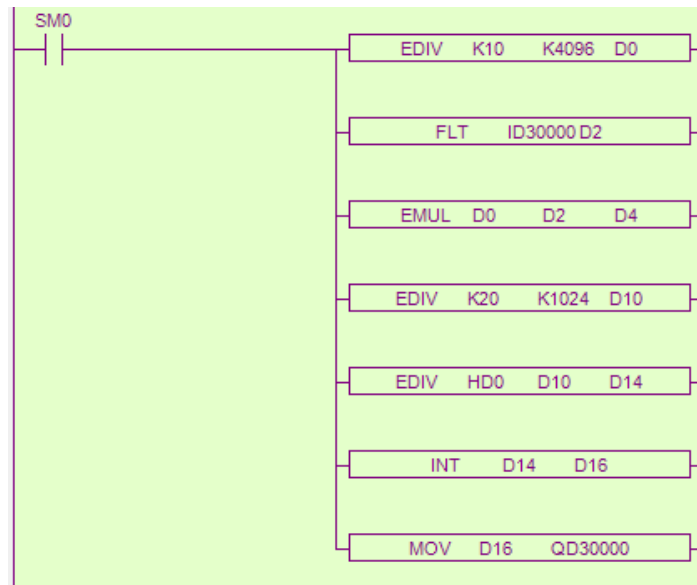 SM0
EDIV K10 K4096 D0
FLT ID30000 D2
EMUL D0 D2 D4
EDIV K20 K1024 D10
EDIV HD0 D10 D14
INT D14 D16
MOV D16 QD30000